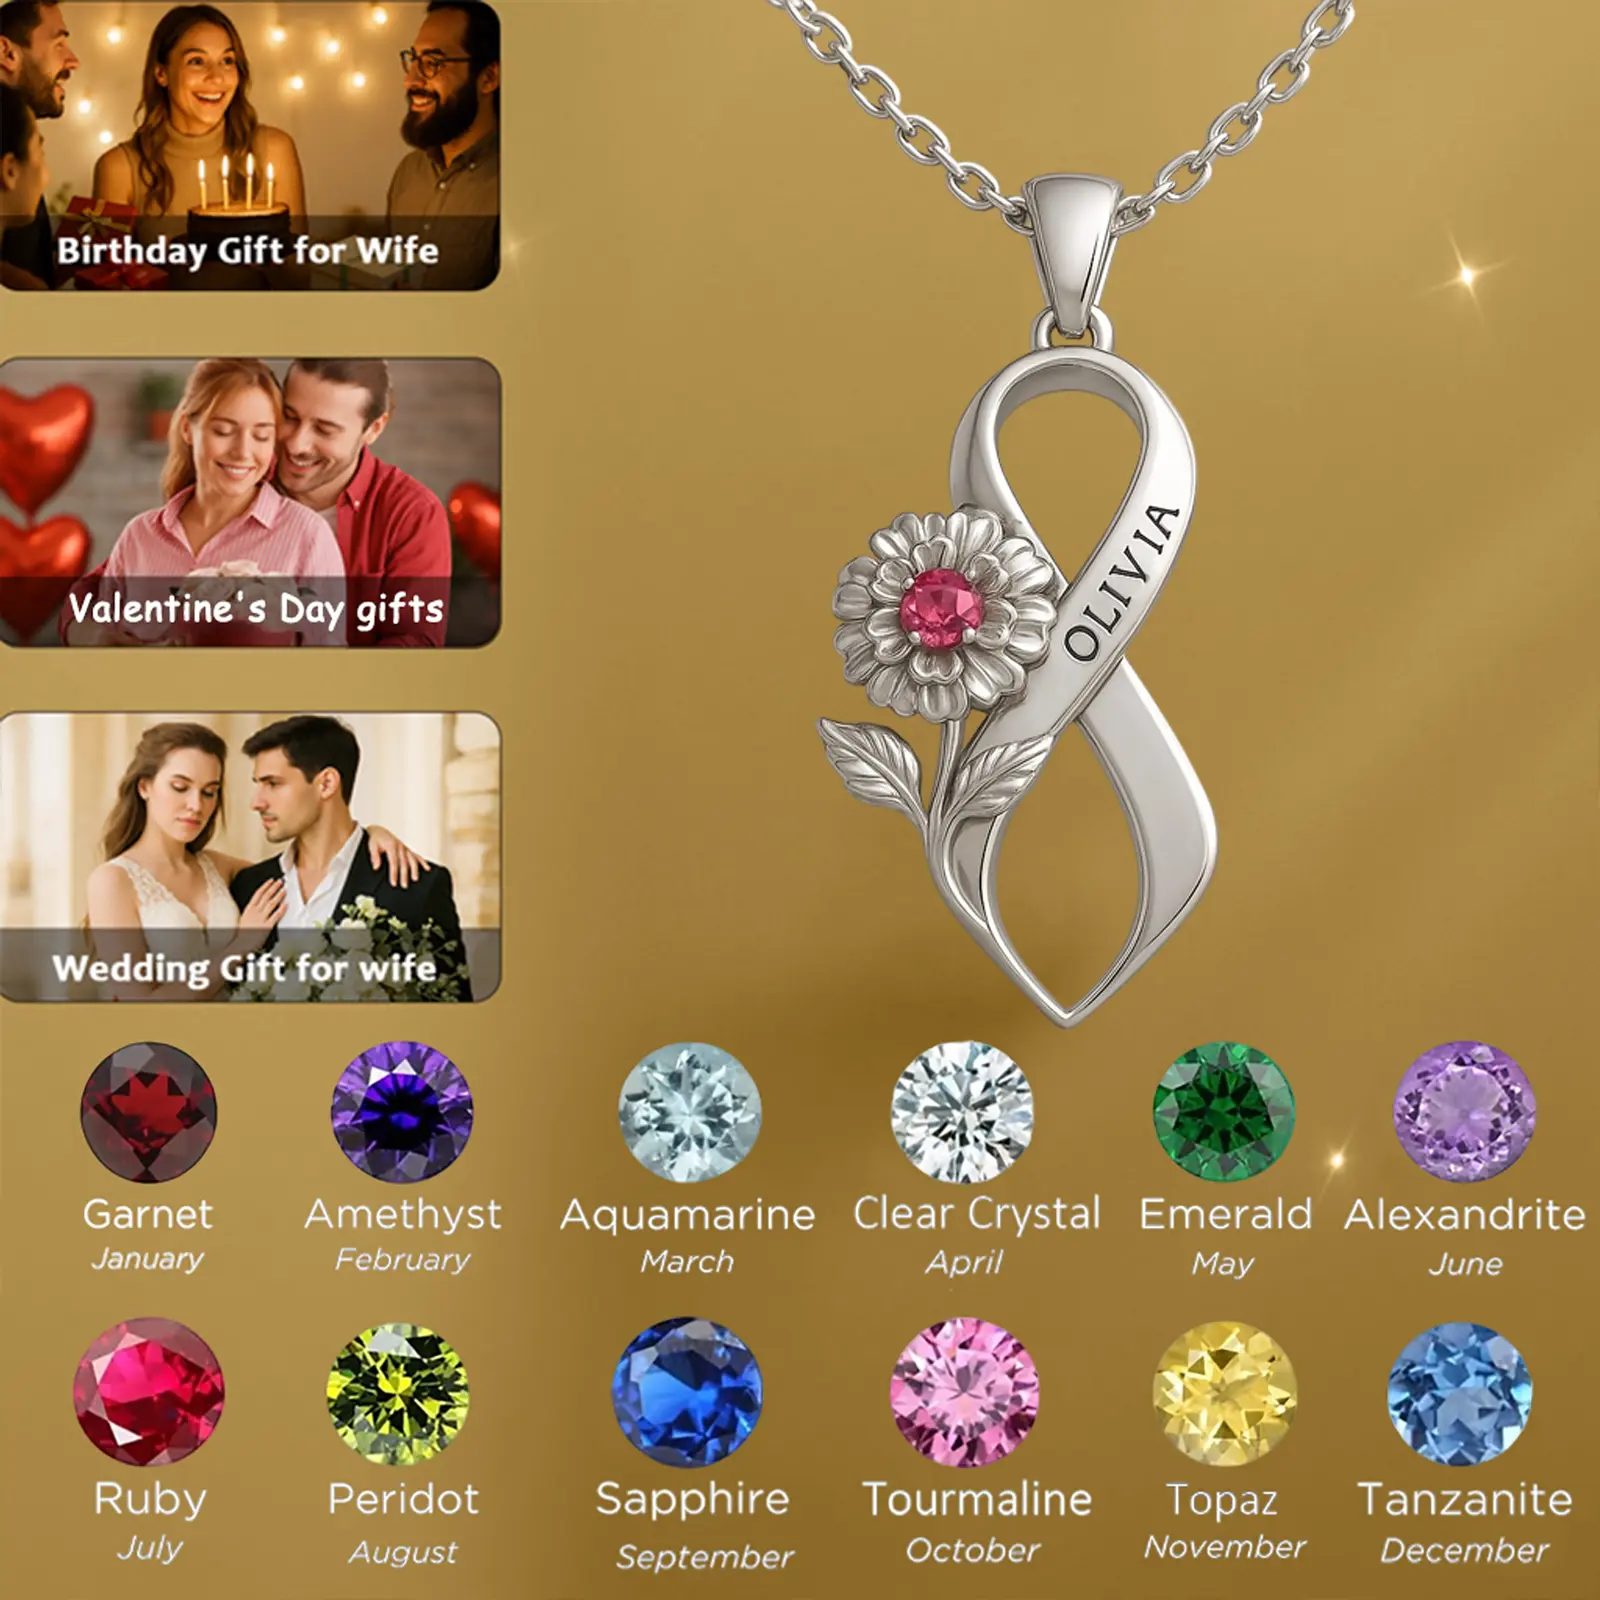 Birthday Gift for Wife
Valentine's Day gifts
Wedding Gift for wife
OLIVIA
Garnet
January
Amethyst
February
Aquamarine
March
Clear Crystal
April
Emerald
May
Alexandrite
June
Ruby
July
Peridot
August
Sapphire
September
Tourmaline
October
Topaz
November
Tanzanite
December